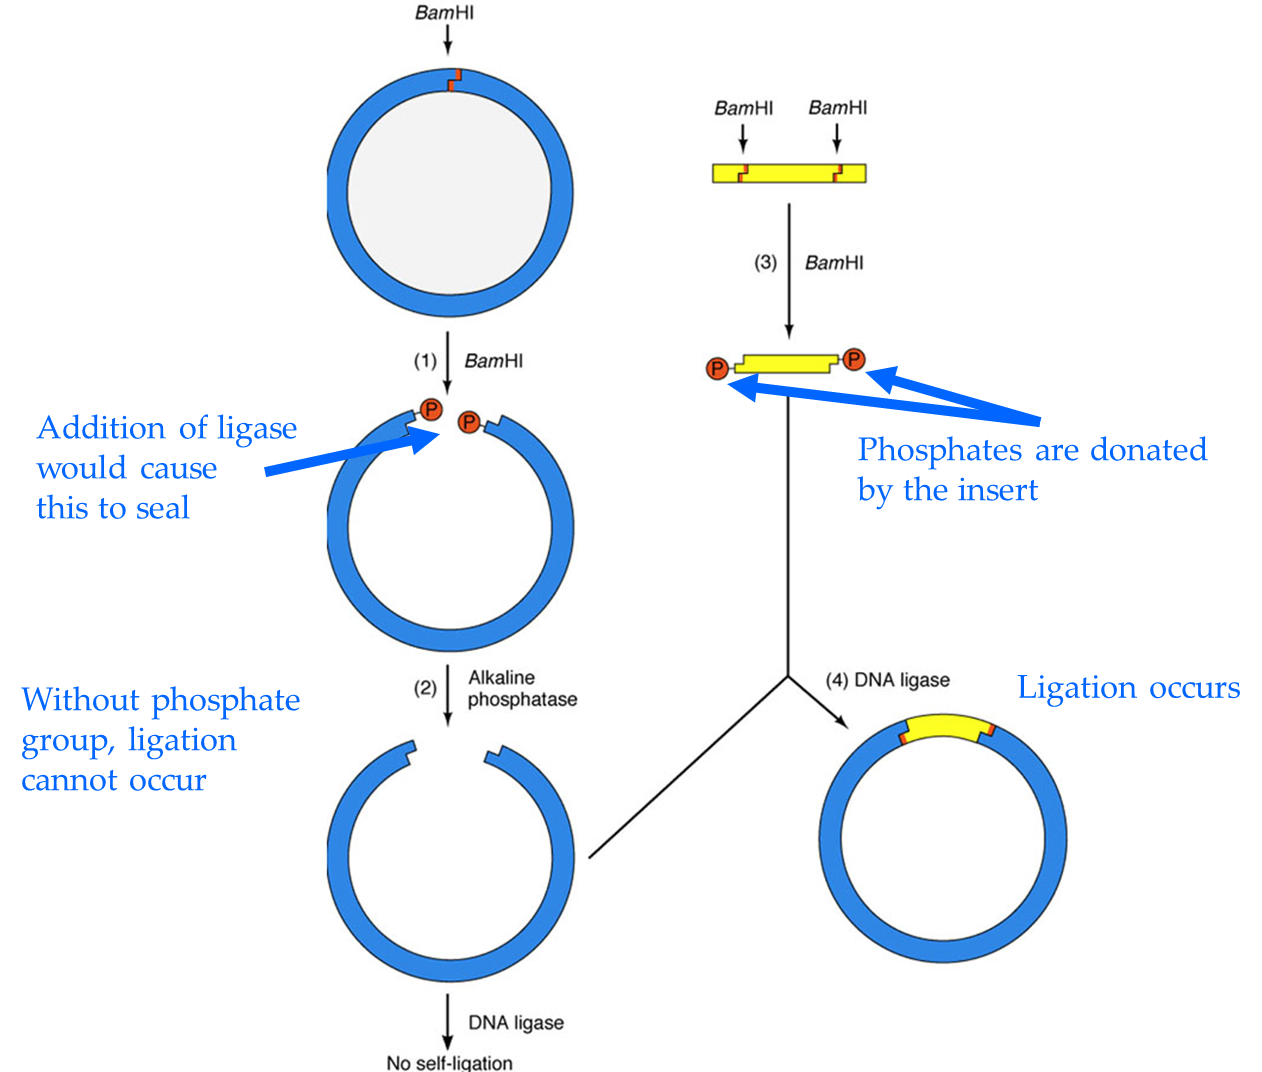 BamHI
BamHI BamHI
(3) BamHI
(1) BamHI
P P
P P
Addition of ligase
would cause
this to seal
Phosphates are donated
by the insert
(2) Alkaline
phosphatase
Without phosphate
group, ligation
cannot occur
(4) DNA ligase
Ligation occurs
DNA ligase
No self-ligation